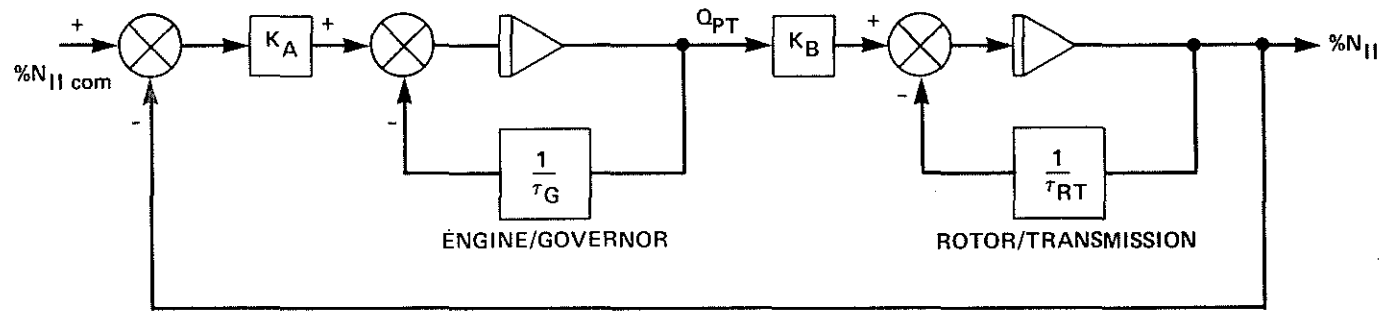 +
%N_II com
-
K_A
+
-
1/τ_G
ENGINE/GOVERNOR
Q_PT
K_B
+
-
1/τ_RT
ROTOR/TRANSMISSION
%N_II